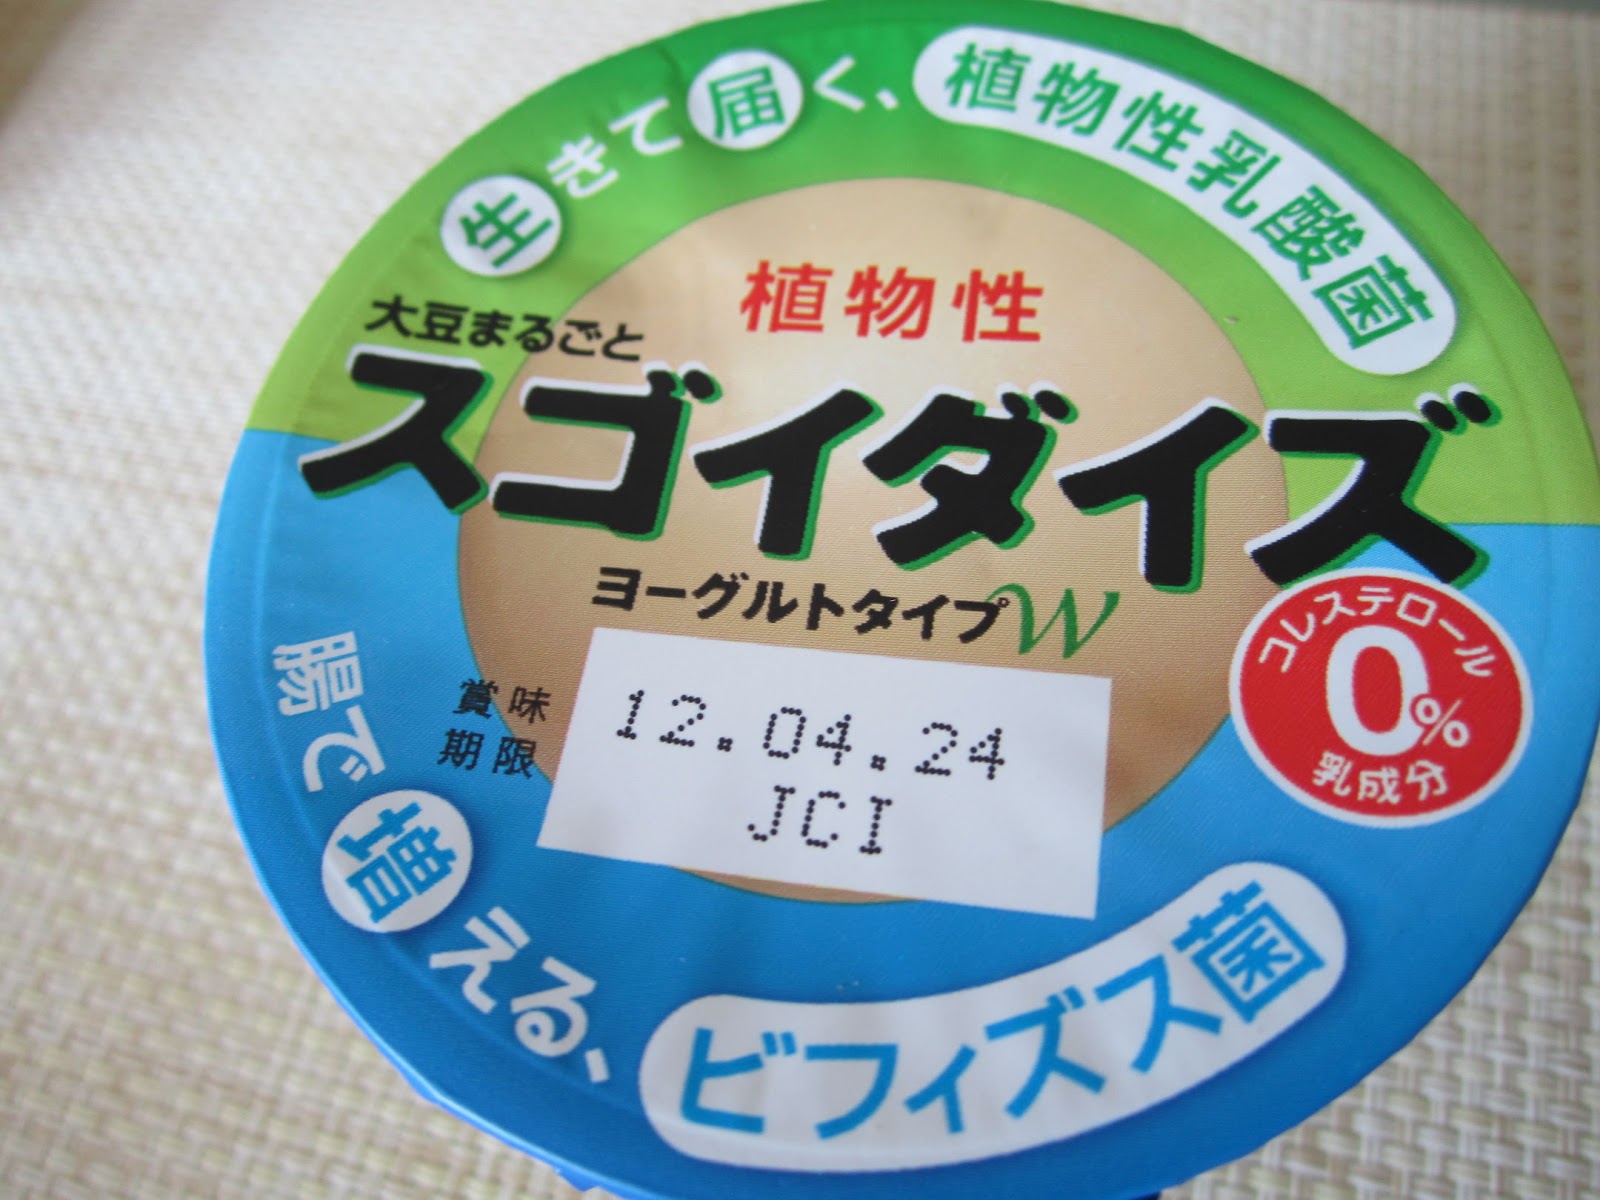 生きて届く、植物性乳酸菌
植物性
大豆まるごと
スゴイダイズ
ヨーグルトタイプW
コレステロール
0%
乳成分
賞味
期限
12.04.24
JCI
腸で増える、ビフィズス菌